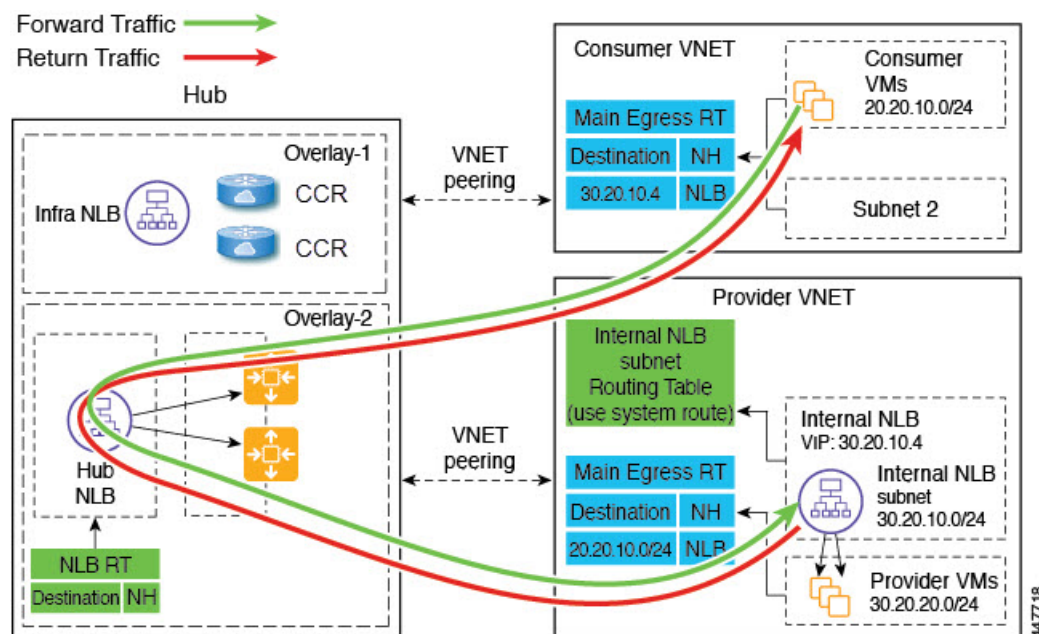 Forward Traffic
Return Traffic
Hub
Overlay-1
Infra NLB
CCR
CCR
Overlay-2
Hub
NLB
NLB RT
Destination NH
VNET
peering
VNET
peering
Consumer VNET
Main Egress RT
Destination NH
30.20.10.4 NLB
Consumer
VMs
20.20.10.0/24
Subnet 2
Provider VNET
Internal NLB
subnet
Routing Table
(use system route)
Main Egress RT
Destination NH
20.20.10.0/24 NLB
Internal NLB
VIP: 30.20.10.4
Internal NLB
subnet
30.20.10.0/24
Provider VMs
30.20.20.0/24